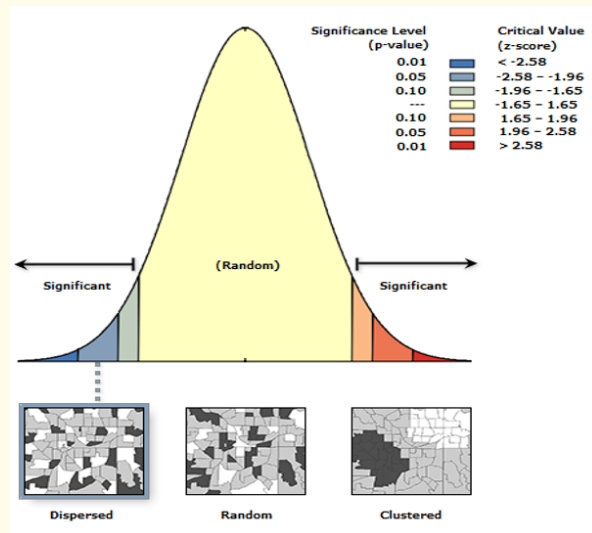 Significance Level Critical Value
(p-value) (z-score)
0.01 < -2.58
0.05 -2.58 – -1.96
0.10 -1.96 – -1.65
--- -1.65 – 1.65
0.10 1.65 – 1.96
0.05 1.96 – 2.58
0.01 > 2.58
(Random)
Significant Significant
Dispersed Random Clustered